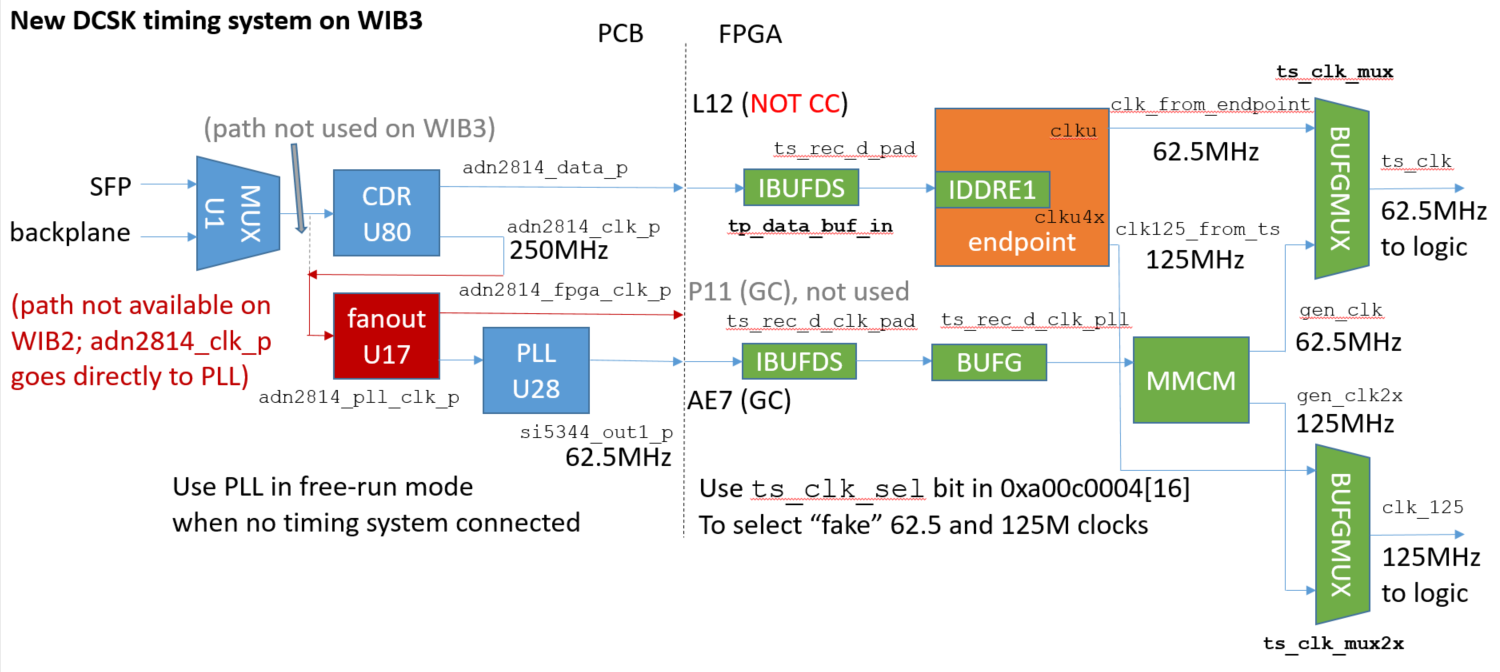 New DCSK timing system on WIB3
PCB
FPGA
(path not used on WIB3)
SFP
backplane
MUX
U1
CDR
U80
adn2814_data_p
adn2814_clk_p
250MHz
(path not available on
WIB2; adn2814_clk_p
goes directly to PLL)
fanout
U17
adn2814_fpga_clk_p
adn2814_pll_clk_p
PLL
U28
si5344_out1_p
62.5MHz
Use PLL in free-run mode
when no timing system connected
L12 (NOT CC)
ts_rec_d_pad
IBUFDS
tp_data_buf_in
clku
IDDRE1
clku4x
endpoint
clk_from_endpoint
62.5MHz
clk125_from_ts
125MHz
P11 (GC), not used
ts_rec_d_clk_pad
IBUFDS
AE7 (GC)
ts_rec_d_clk_pll
BUFG
MMCM
gen_clk
62.5MHz
gen_clk2x
125MHz
ts_clk_mux
BUFGMUX
ts_clk
62.5MHz
to logic
BUFGMUX
clk_125
125MHz
to logic
ts_clk_mux2x
Use ts_clk_sel bit in 0xa00c0004[16]
To select “fake” 62.5 and 125M clocks